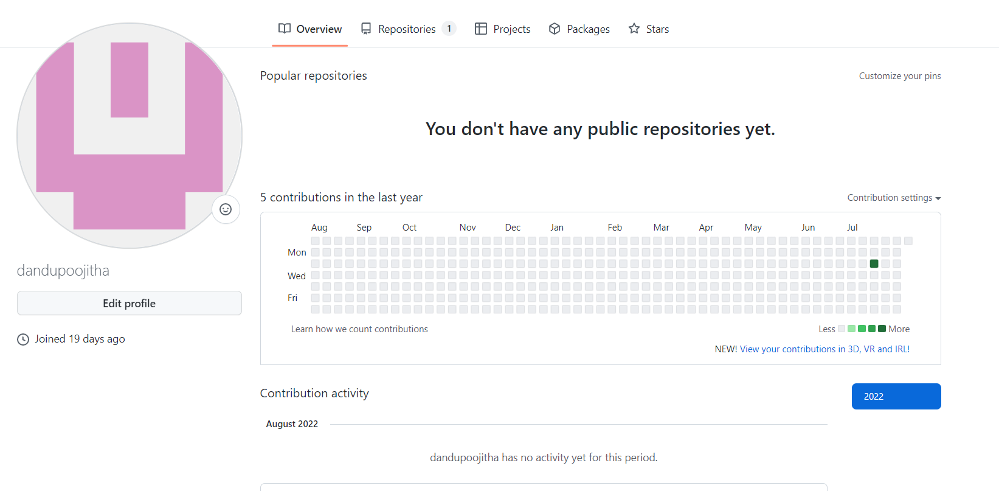 Overview Repositories 1 Projects Packages Stars
Popular repositories Customize your pins
You don't have any public repositories yet.
5 contributions in the last year Contribution settings
Aug Sep Oct Nov Dec Jan Feb Mar Apr May Jun Jul
Mon
Wed
Fri
Learn how we count contributions Less More
NEW! View your contributions in 3D, VR and IRL!
dandupoojitha
Edit profile
Joined 19 days ago
Contribution activity 2022
August 2022
dandupoojitha has no activity yet for this period.